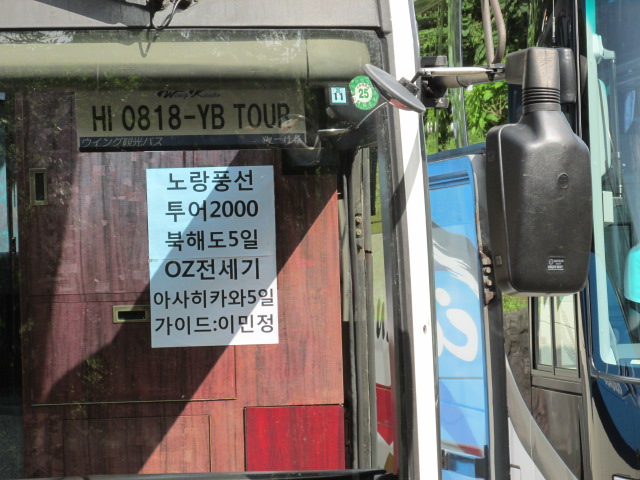 HI 0818-YB TOUR
ウイング観光バス
11
25
노랑풍선
투어2000
북해도5일
OZ전세기
아사히카와5일
가이드:이민정